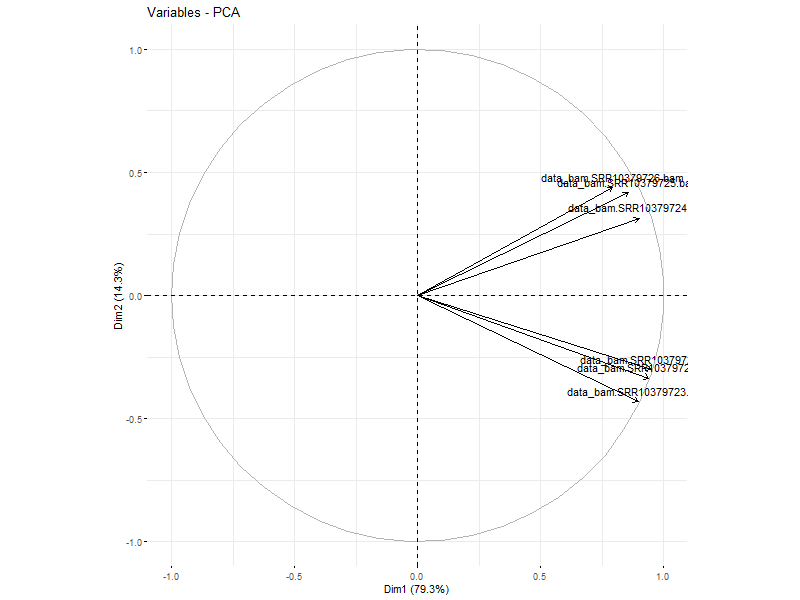 Variables - PCA
1.0
0.5
0.0
-0.5
-1.0
Dim2 (14.3%)
data_bam.SRR10379726.bam
data_bam.SRR10379725.ba
data_bam.SRR10379724
data_bam.SRR1037972
data_bam.SRR1037972
data_bam.SRR10379723.
-1.0
-0.5
0.0
0.5
1.0
Dim1 (79.3%)